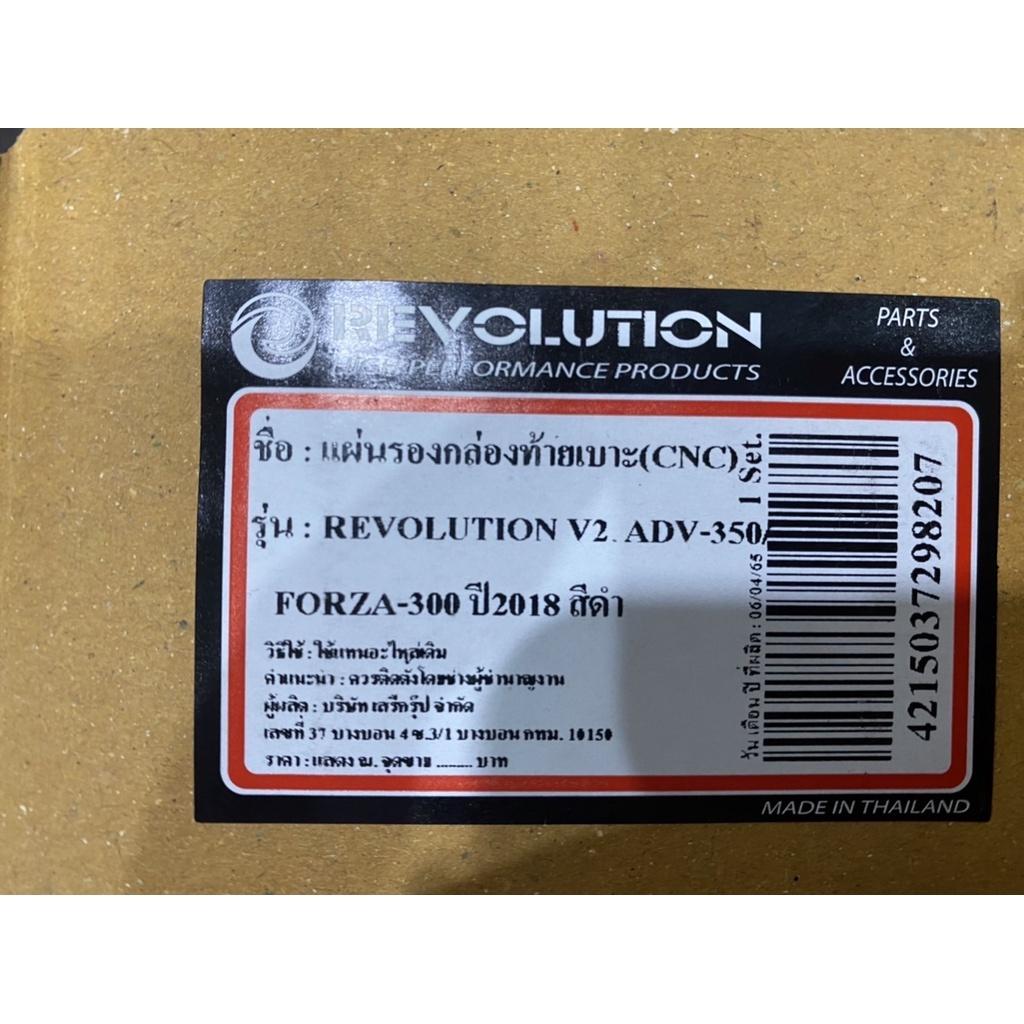 REVOLUTION
PERFORMANCE PRODUCTS
PARTS
&
ACCESSORIES
ชื่อ : แผ่นรองกล่องท้ายเบาะ(CNC)
รุ่น : REVOLUTION V2. ADV-350/
FORZA-300 ปี2018 สีดำ
วิธีใช้ : ใช้แทนอะไหล่เดิม
คำแนะนำ : ควรติดตั้งโดยช่างผู้ชำนาญงาน
ผู้ผลิต : บริษัท เสรีกรุ๊ป จำกัด
เลขที่ 37 บางบอน 4 ซ.3/1 บางบอน กทม. 10150
ราคา : แสดง ณ. จุดขาย ......... บาท
1 Set.
วัน เดือน ปี ที่ผลิต : 06/04/65
4215037298207
MADE IN THAILAND